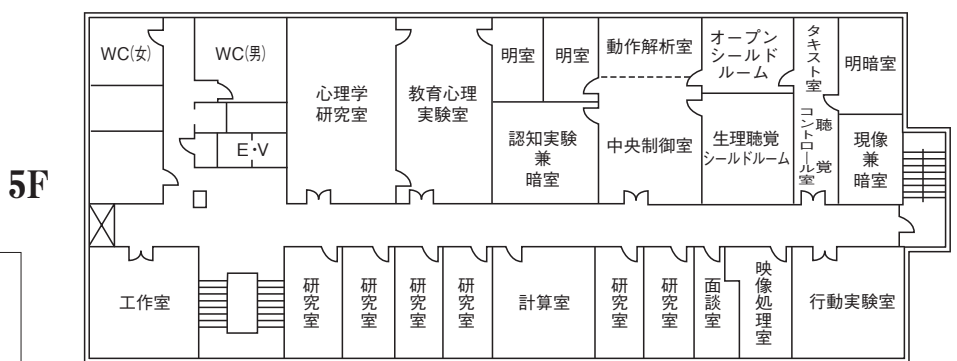 5F
WC(女)
WC(男)
E・V
心理学
研究室
教育心理
実験室
明室
明室
認知実験
兼
暗室
動作解析室
中央制御室
オープン
シールド
ルーム
生理聴覚
シールドルーム
タキスト室
聴覚
コントロール室
明暗室
現像
兼
暗室
工作室
研究室
研究室
研究室
研究室
計算室
研究室
研究室
面談室
映像処理室
行動実験室